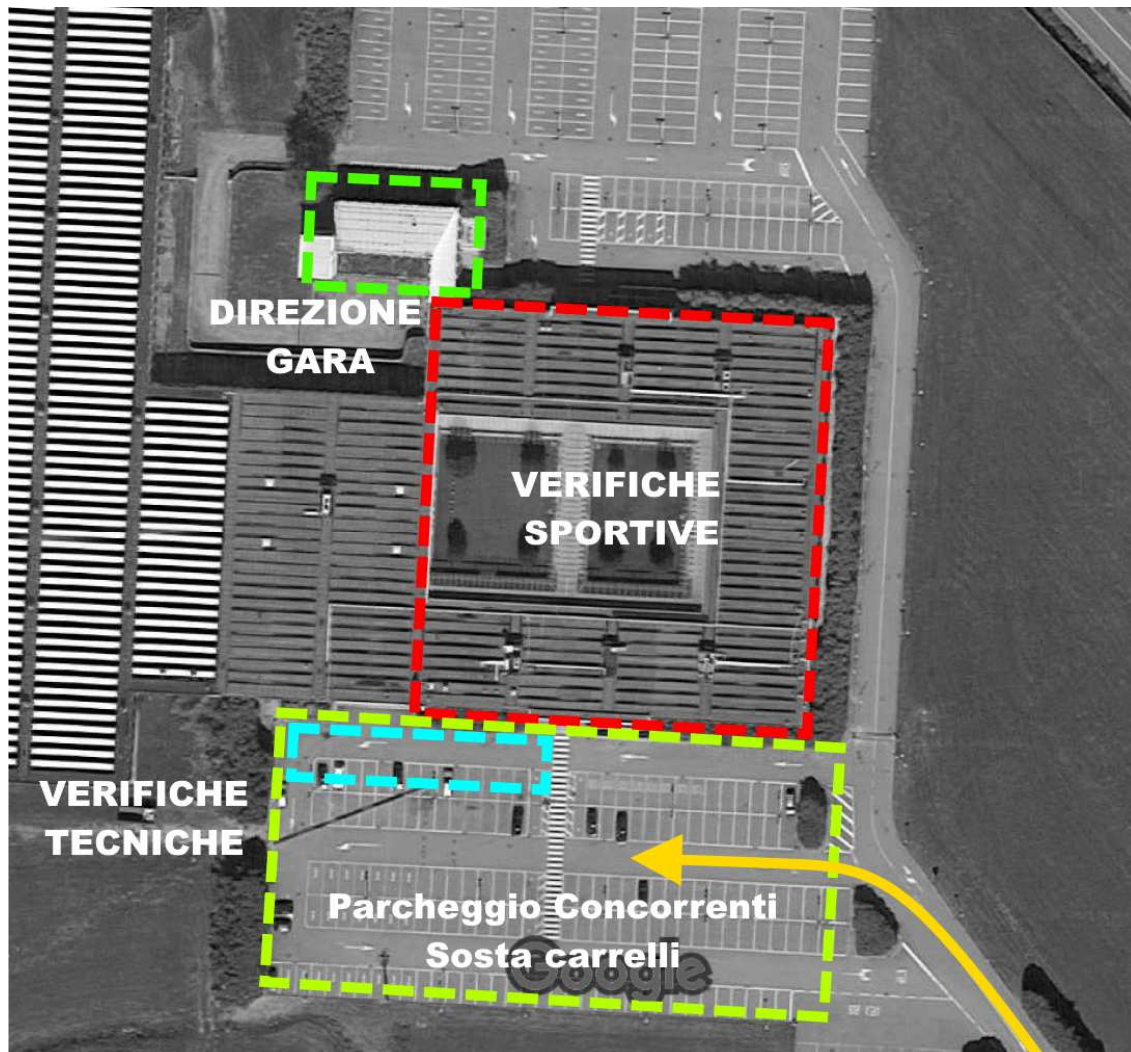 DIREZIONE
GARA
VERIFICHE
SPORTIVE
VERIFICHE
TECNICHE
Parcheggio Concorrenti
Sosta carrelli
Google